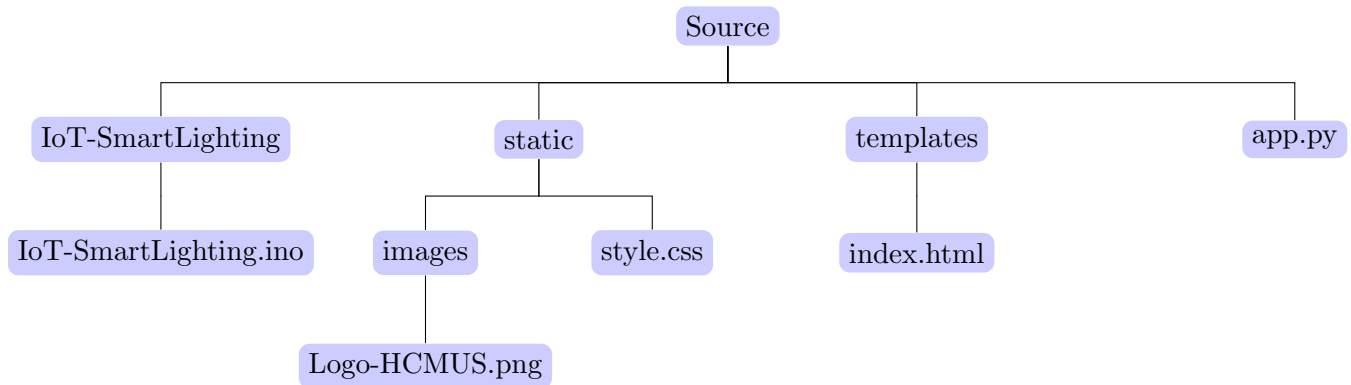 Source
IoT-SmartLighting
static
templates
app.py
IoT-SmartLighting.ino
images
style.css
index.html
Logo-HCMUS.png